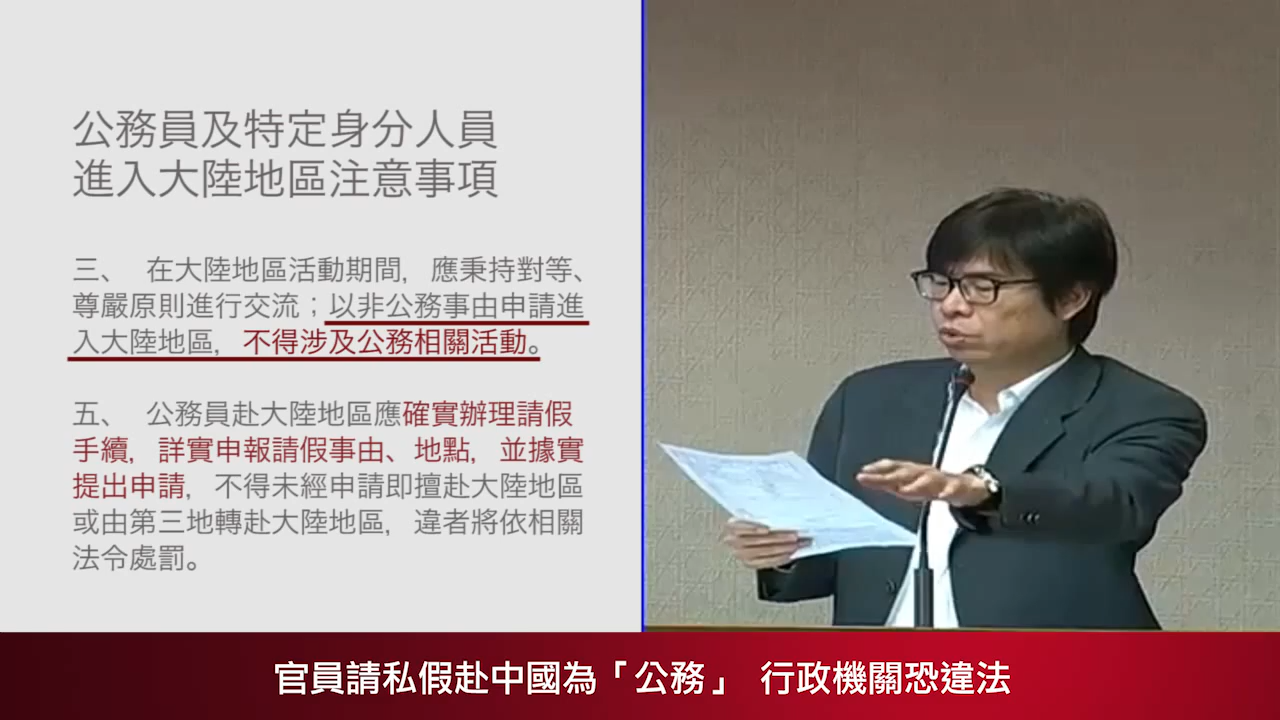 公務員及特定身分人員
進入大陸地區注意事項
三、 在大陸地區活動期間，應秉持對等、
尊嚴原則進行交流；以非公務事由申請進
入大陸地區，不得涉及公務相關活動。
五、 公務員赴大陸地區應確實辦理請假
手續，詳實申報請假事由、地點，並據實
提出申請，不得未經申請即擅赴大陸地區
或由第三地轉赴大陸地區，違者將依相關
法令處罰。
官員請私假赴中國為「公務」 行政機關恐違法